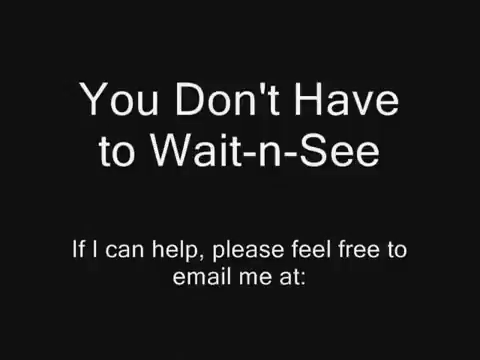 You Don't Have
to Wait-n-See
If I can help, please feel free to
email me at: